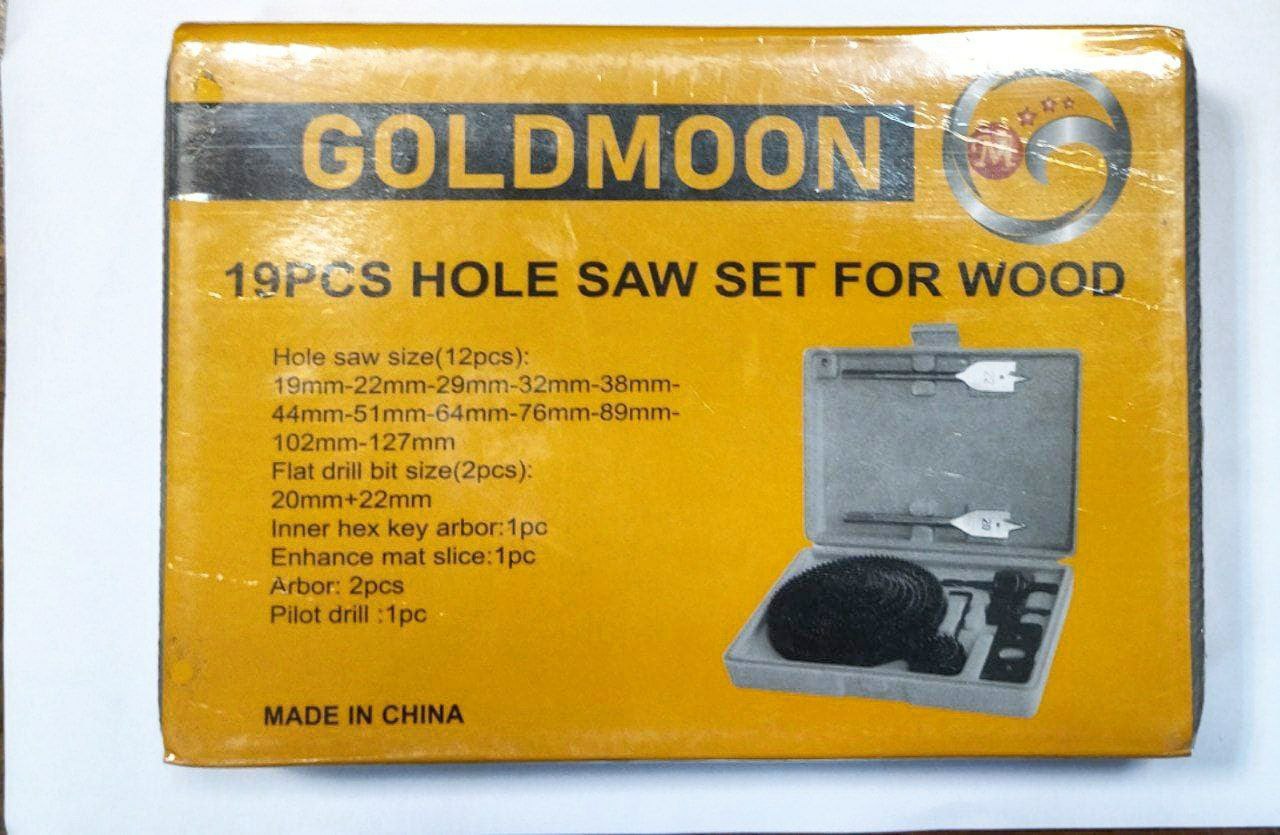 GOLDMOON
M
19PCS HOLE SAW SET FOR WOOD
Hole saw size(12pcs):
19mm-22mm-29mm-32mm-38mm-
44mm-51mm-64mm-76mm-89mm-
102mm-127mm
Flat drill bit size(2pcs):
20mm+22mm
Inner hex key arbor:1pc
Enhance mat slice:1pc
Arbor: 2pcs
Pilot drill :1pc
MADE IN CHINA
22
20